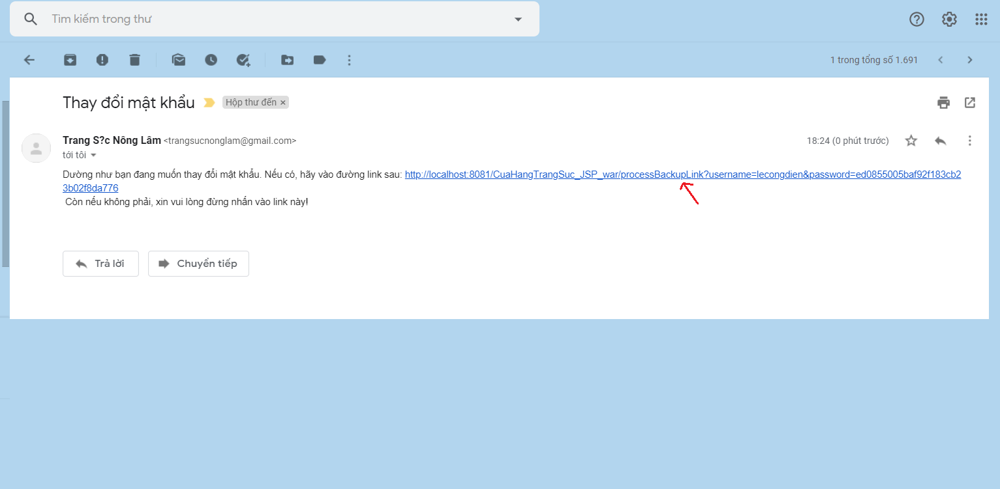 Tìm kiếm trong thư
1 trong tổng số 1.691
Thay đổi mật khẩu Hộp thư đến ×
Trang S?c Nông Lâm <trangsucnonglam@gmail.com> 18:24 (0 phút trước)
tới tôi
Dường như bạn đang muốn thay đổi mật khẩu. Nếu có, hãy vào đường link sau: http://localhost:8081/CuaHangTrangSuc_JSP_war/processBackupLink?username=lecongdien&password=ed0855005baf92f183cb2
3b02f8da776
Còn nếu không phải, xin vui lòng đừng nhấn vào link này!
Trả lời Chuyển tiếp